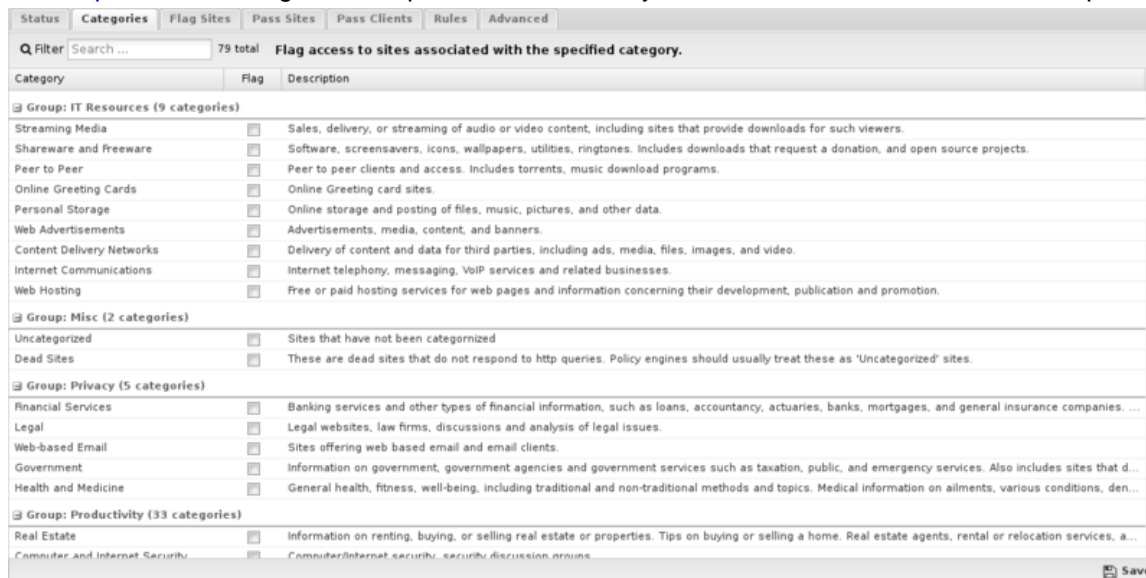 Status Categories Flag Sites Pass Sites Pass Clients Rules Advanced
Filter Search ... 79 total Flag access to sites associated with the specified category.
Category Flag Description
Group: IT Resources (9 categories)
Streaming Media Sales, delivery, or streaming of audio or video content, including sites that provide downloads for such viewers.
Shareware and Freeware Software, screensavers, icons, wallpapers, utilities, ringtones. Includes downloads that request a donation, and open source projects.
Peer to Peer Peer to peer clients and access. Includes torrents, music download programs.
Online Greeting Cards Online Greeting card sites.
Personal Storage Online storage and posting of files, music, pictures, and other data.
Web Advertisements Advertisements, media, content, and banners.
Content Delivery Networks Delivery of content and data for third parties, including ads, media, files, images, and video.
Internet Communications Internet telephony, messaging, VoIP services and related businesses.
Web Hosting Free or paid hosting services for web pages and information concerning their development, publication and promotion.
Group: Misc (2 categories)
Uncategorized Sites that have not been categornized
Dead Sites These are dead sites that do not respond to http queries. Policy engines should usually treat these as 'Uncategorized' sites.
Group: Privacy (5 categories)
Financial Services Banking services and other types of financial information, such as loans, accountancy, actuaries, banks, mortgages, and general insurance companies. ...
Legal Legal websites, law firms, discussions and analysis of legal issues.
Web-based Email Sites offering web based email and email clients.
Government Information on government, government agencies and government services such as taxation, public, and emergency services. Also includes sites that d...
Health and Medicine General health, fitness, well-being, including traditional and non-traditional methods and topics. Medical information on ailments, various conditions, den...
Group: Productivity (33 categories)
Real Estate Information on renting, buying, or selling real estate or properties. Tips on buying or selling a home. Real estate agents, rental or relocation services, a...
Computer and Internet Security Computer/Internet security, security discussion groups
Save